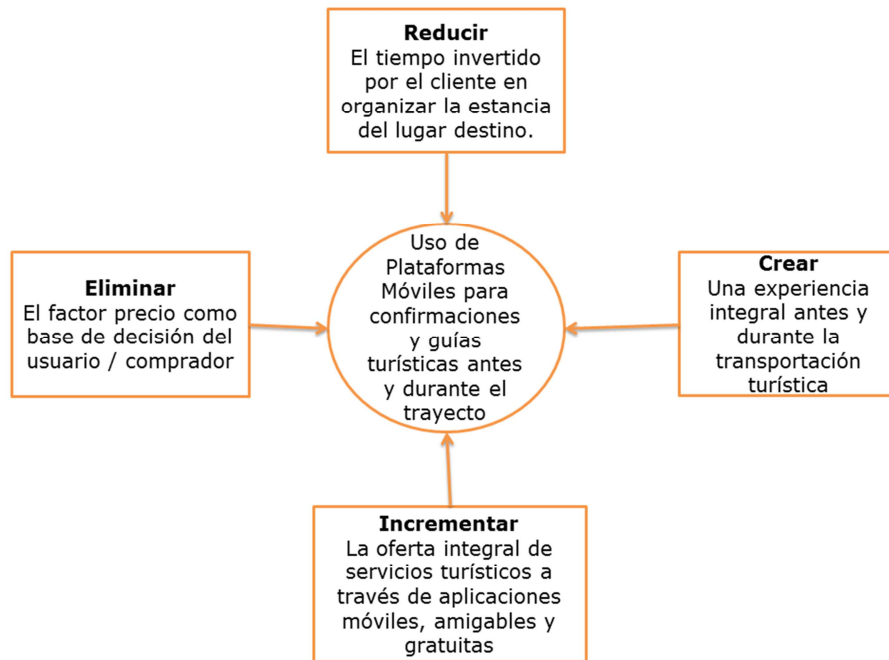 Reducir
El tiempo invertido
por el cliente en
organizar la estancia
del lugar destino.
Eliminar
El factor precio como
base de decisión del
usuario / comprador
Uso de
Plataformas
Móviles para
confirmaciones
y guías
turísticas antes
y durante el
trayecto
Crear
Una experiencia
integral antes y
durante la
transportación
turística
Incrementar
La oferta integral de
servicios turísticos a
través de aplicaciones
móviles, amigables y
gratuitas